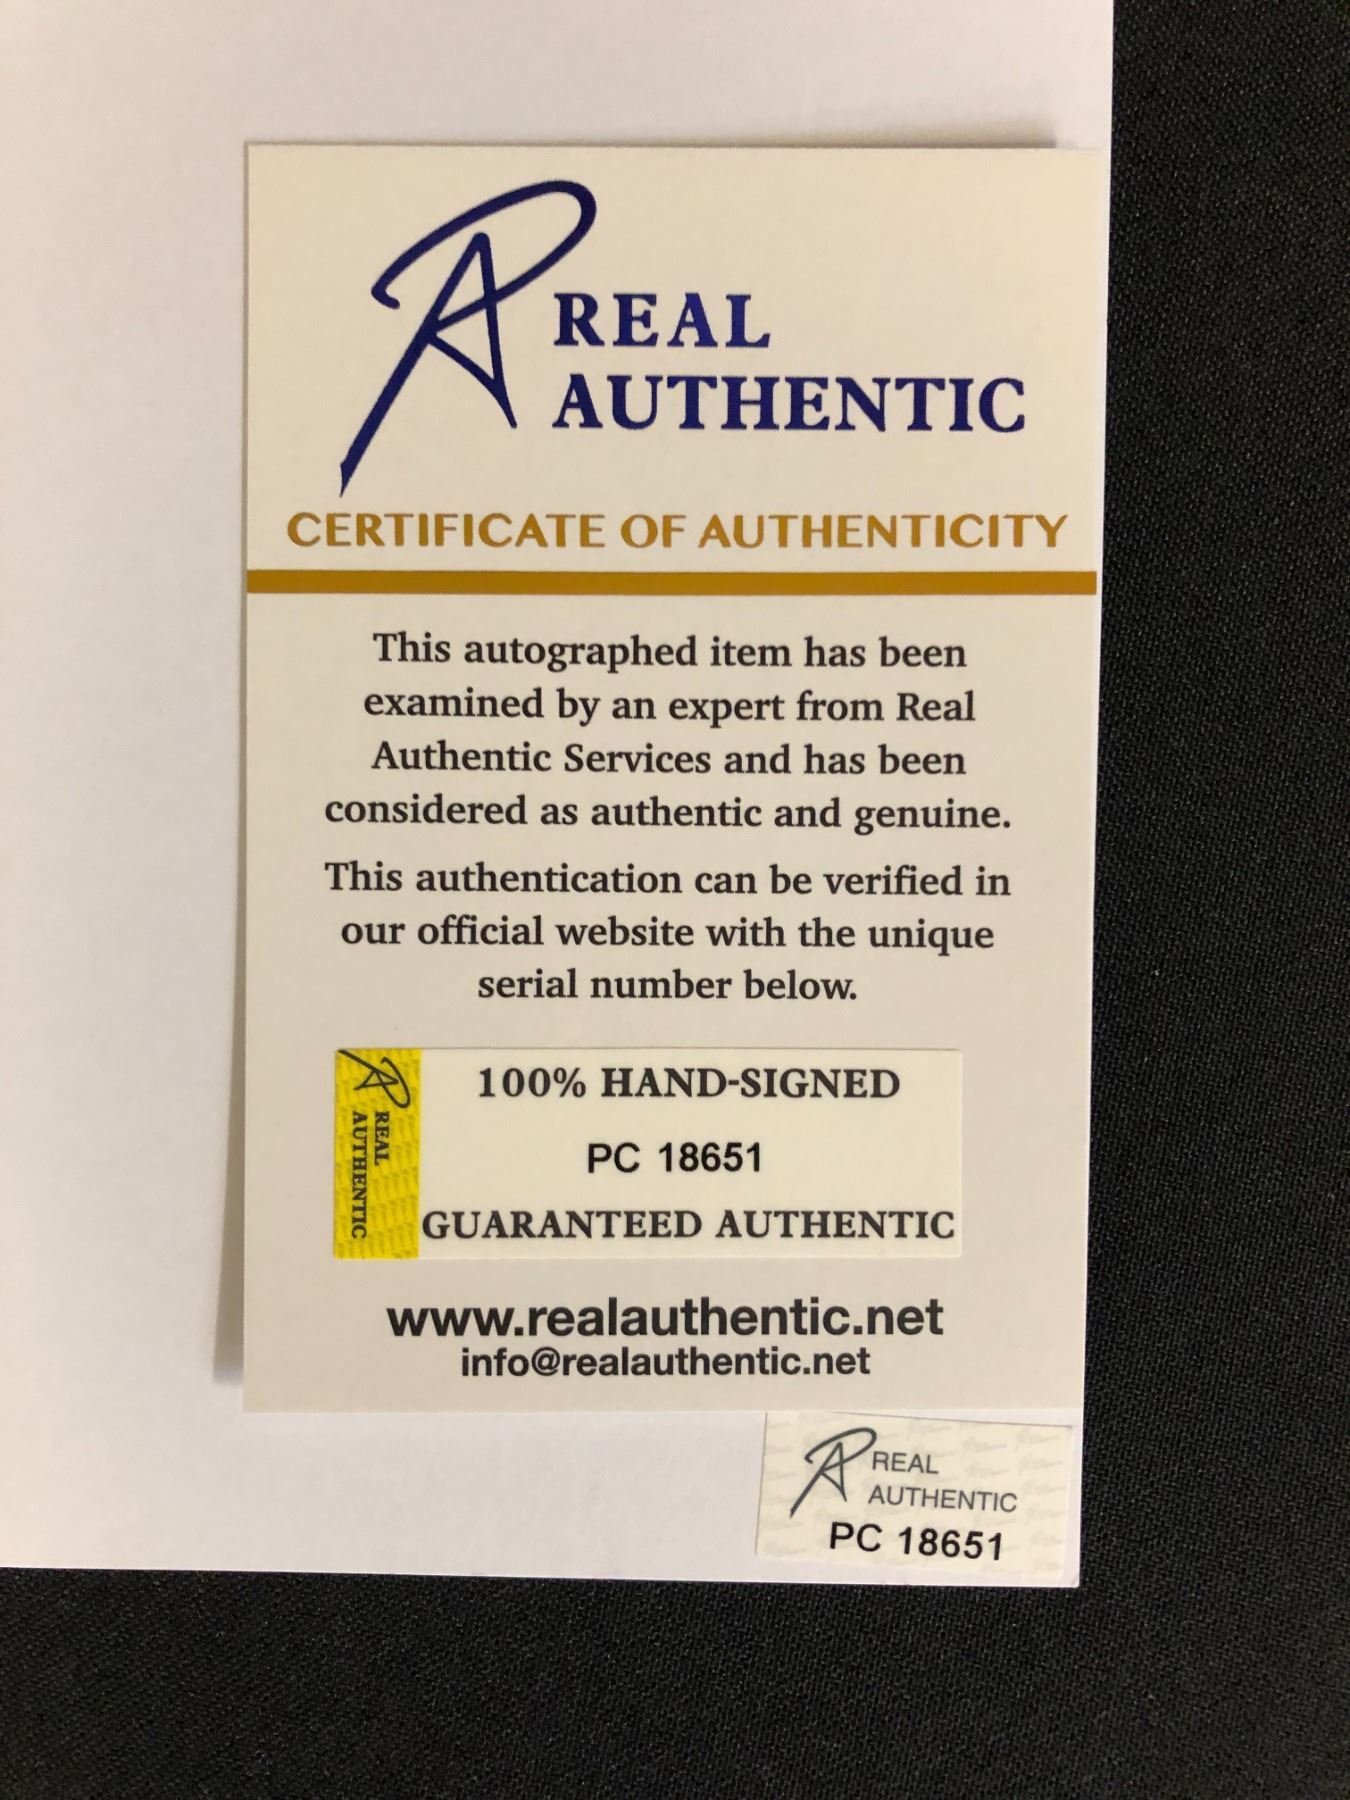 REAL
AUTHENTIC
CERTIFICATE OF AUTHENTICITY
This autographed item has been
examined by an expert from Real
Authentic Services and has been
considered as authentic and genuine.
This authentication can be verified in
our official website with the unique
serial number below.
REAL
AUTHENTIC
100% HAND-SIGNED
PC 18651
GUARANTEED AUTHENTIC
www.realauthentic.net
info@realauthentic.net
REAL
AUTHENTIC
PC 18651